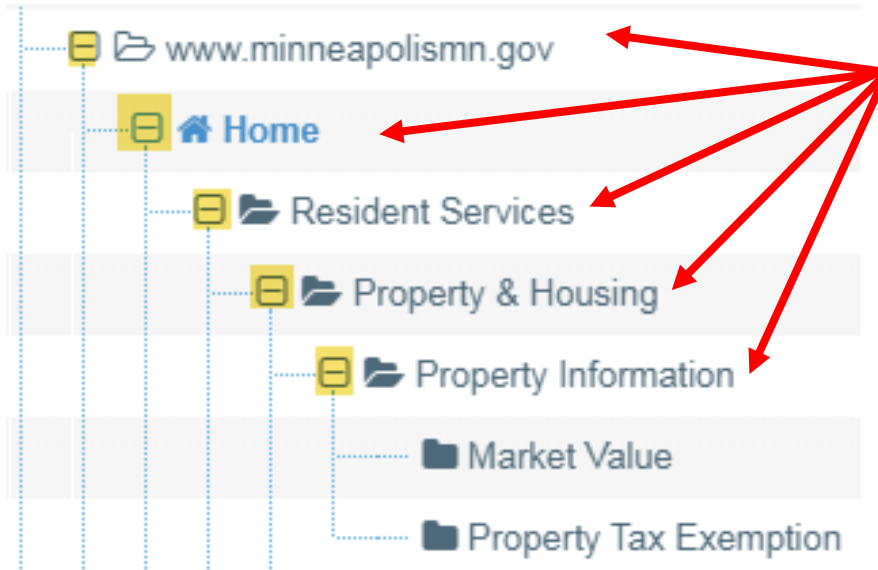 www.minneapolismn.gov
Home
Resident Services
Property & Housing
Property Information
Market Value
Property Tax Exemption